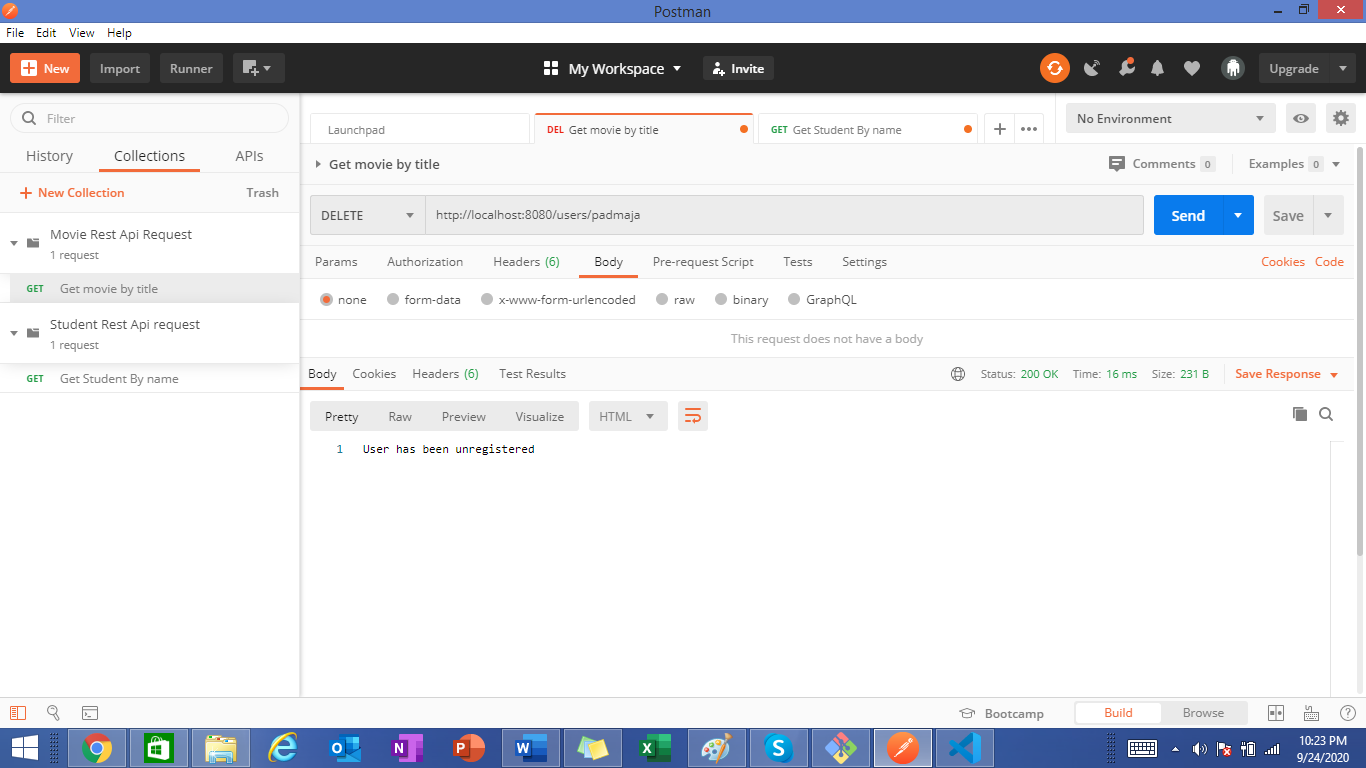 Postman
File Edit View Help
New Import Runner My Workspace Invite Upgrade
Filter
History Collections APIs
New Collection Trash
Movie Rest Api Request
1 request
GET Get movie by title
Student Rest Api request
1 request
GET Get Student By name
Launchpad DEL Get movie by title GET Get Student By name No Environment
Get movie by title Comments 0 Examples 0
DELETE http://localhost:8080/users/padmaja Send Save
Params Authorization Headers (6) Body Pre-request Script Tests Settings Cookies Code
none form-data x-www-form-urlencoded raw binary GraphQL
This request does not have a body
Body Cookies Headers (6) Test Results Status: 200 OK Time: 16 ms Size: 231 B Save Response
Pretty Raw Preview Visualize HTML
1 User has been unregistered
Bootcamp Build Browse
10:23 PM
9/24/2020